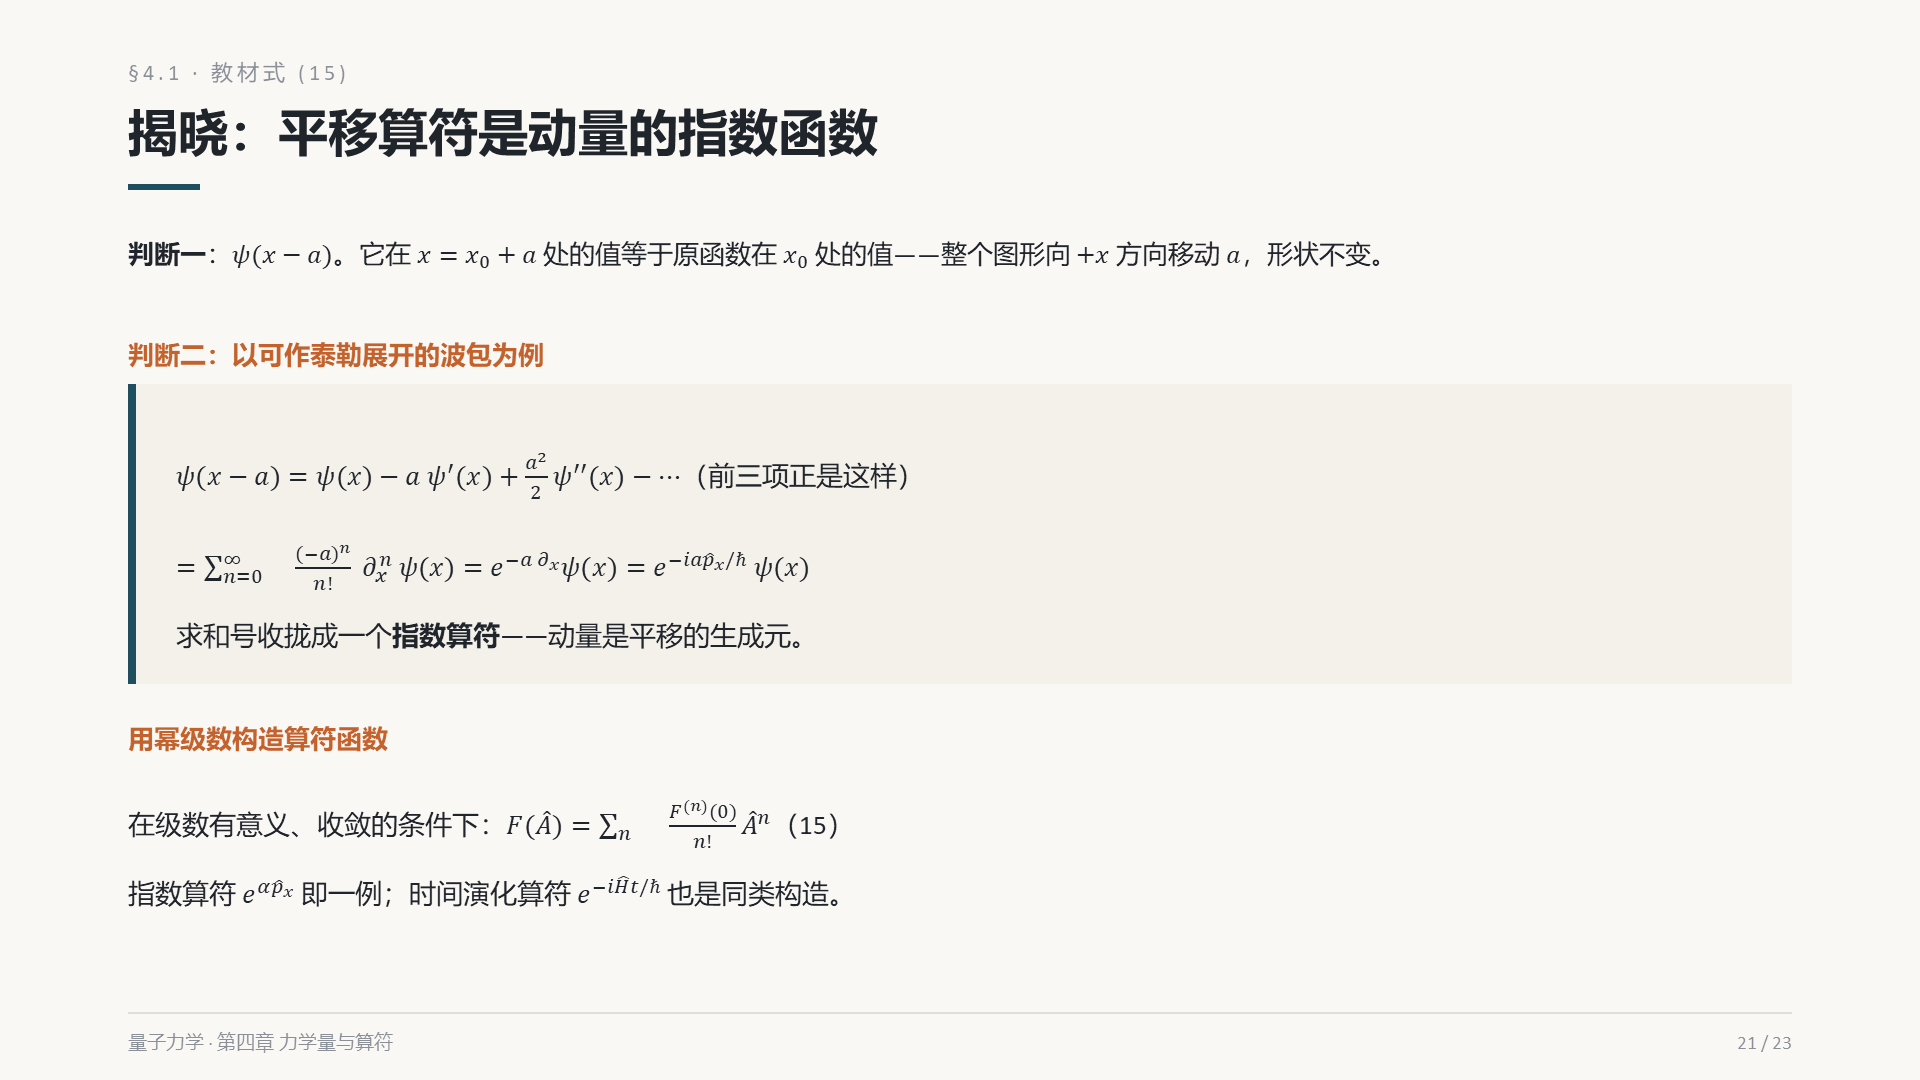 §4.1 · 教材式 (15)
揭晓：平移算符是动量的指数函数
判断一：ψ(x − a)。它在 x = x₀ + a 处的值等于原函数在 x₀ 处的值——整个图形向 +x 方向移动 a，形状不变。
判断二：以可作泰勒展开的波包为例
ψ(x − a) = ψ(x) − a ψ′(x) + a²/2 ψ′′(x) − ⋯（前三项正是这样）
= ∑_{n=0}^{∞} (−a)ⁿ/n! ∂ₓⁿ ψ(x) = e^{−a ∂ₓ}ψ(x) = e^{−iap̂ₓ/ℏ} ψ(x)
求和号收拢成一个指数算符——动量是平移的生成元。
用幂级数构造算符函数
在级数有意义、收敛的条件下：F(Â) = ∑ₙ F⁽ⁿ⁾(0)/n! Âⁿ（15）
指数算符 e^{αp̂ₓ} 即一例；时间演化算符 e^{−iĤt/ℏ} 也是同类构造。
量子力学 · 第四章 力学量与算符
21 / 23